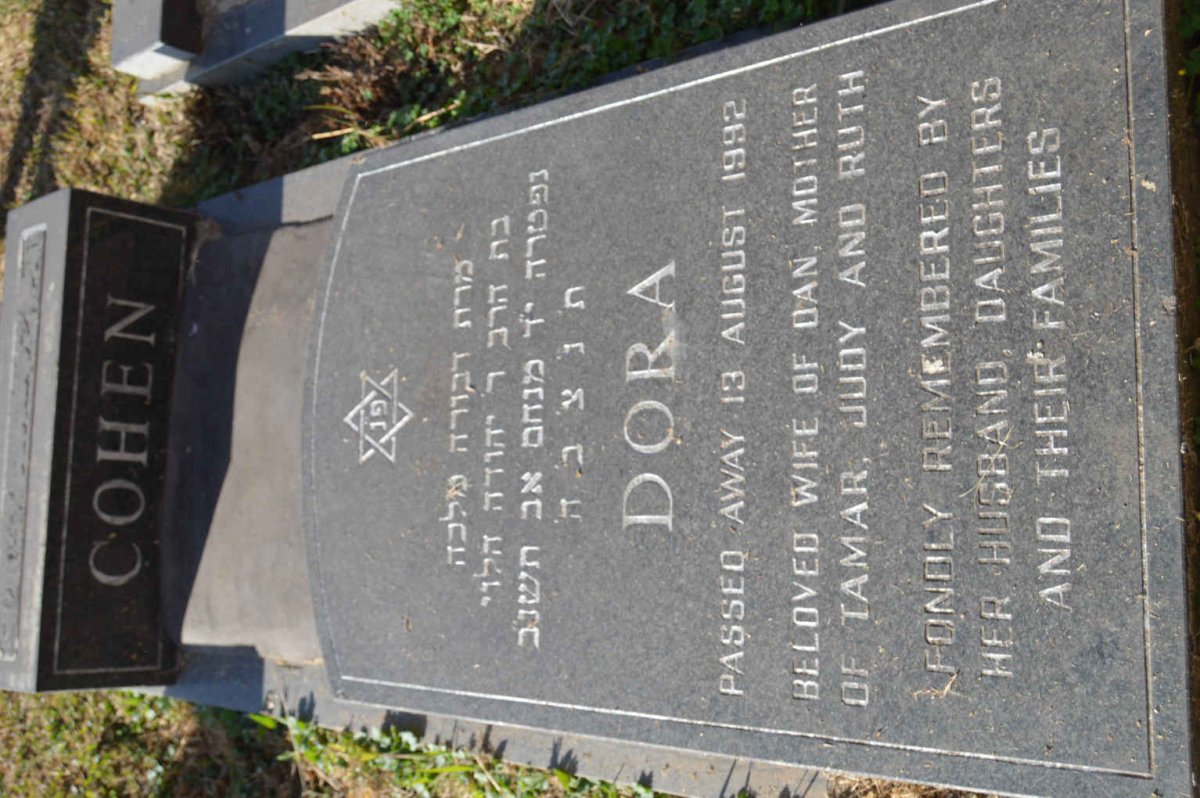 COHEN
פנ
מרת דבורה מלכה
בת הרב ר' יהודה הלוי
נפטרה י"ד מנחם אב תשנ"ב
ת נ צ ב ה
DORA
PASSED AWAY 13 AUGUST 1992
BELOVED WIFE OF DAN, MOTHER
OF TAMAR, JUDY AND RUTH
FONDLY REMEMBERED BY
HER HUSBAND, DAUGHTERS
AND THEIR FAMILIES